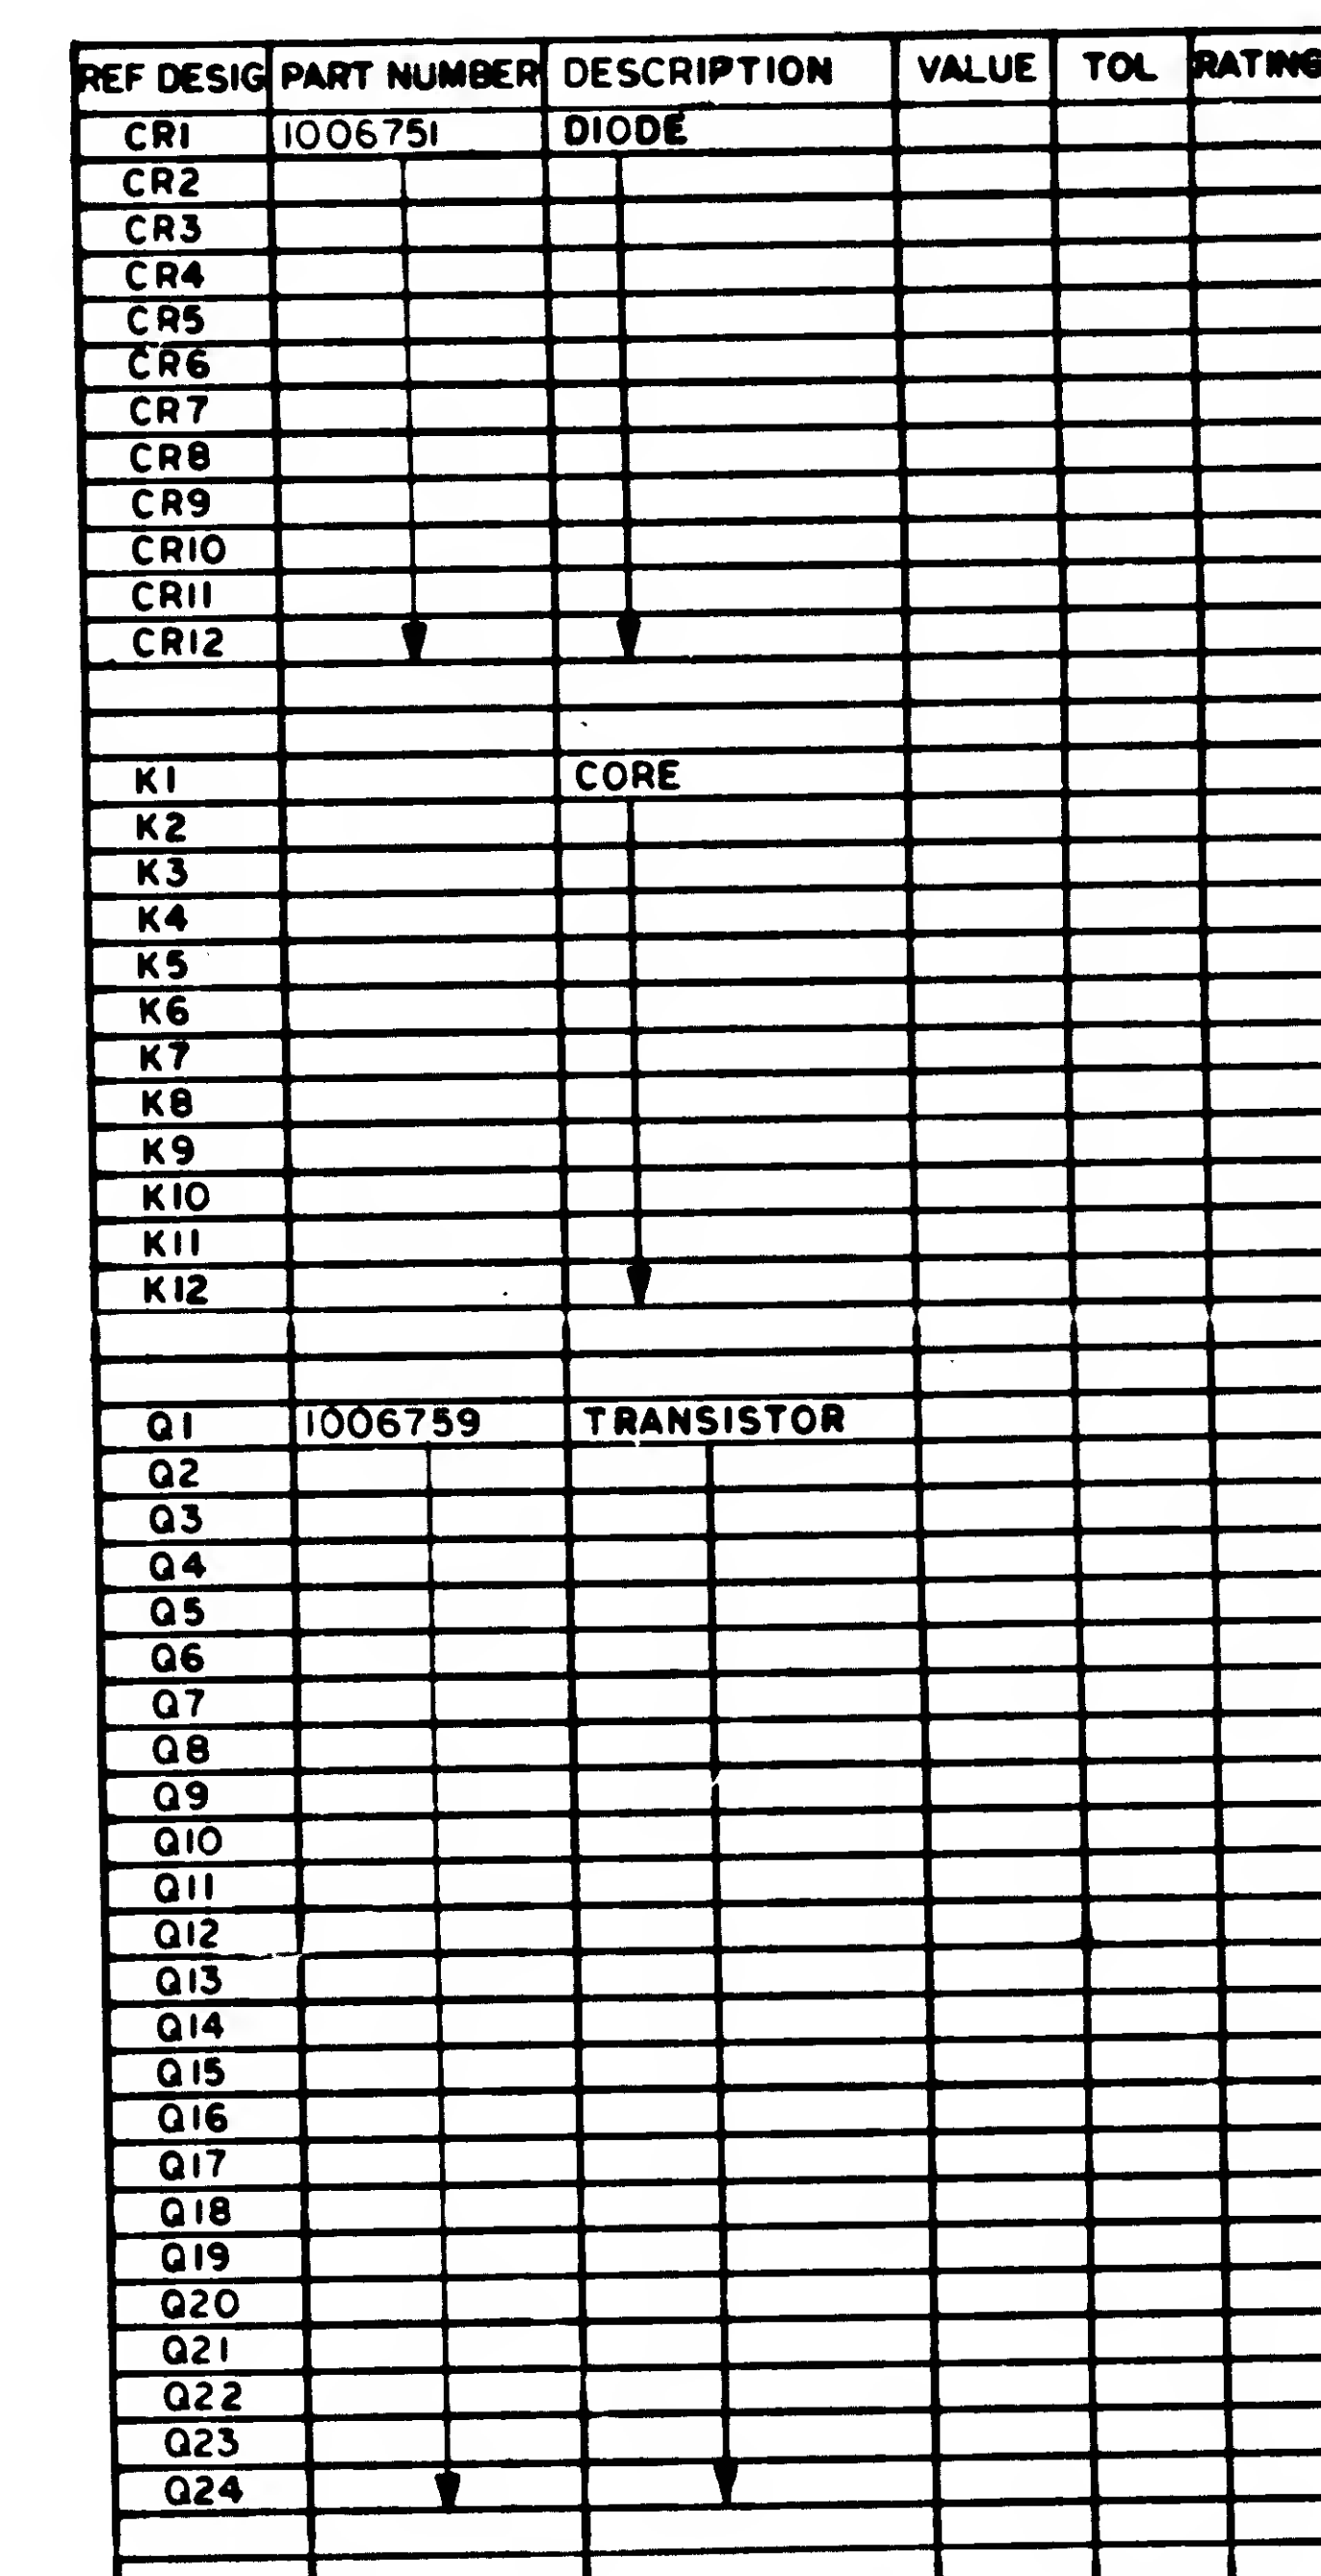 REF DESIG PART NUMBER DESCRIPTION VALUE TOL RATING
CR1 1006751 DIODE
CR2
CR3
CR4
CR5
CR6
CR7
CR8
CR9
CR10
CR11
CR12
K1 CORE
K2
K3
K4
K5
K6
K7
K8
K9
K10
K11
K12
Q1 1006759 TRANSISTOR
Q2
Q3
Q4
Q5
Q6
Q7
Q8
Q9
Q10
Q11
Q12
Q13
Q14
Q15
Q16
Q17
Q18
Q19
Q20
Q21
Q22
Q23
Q24